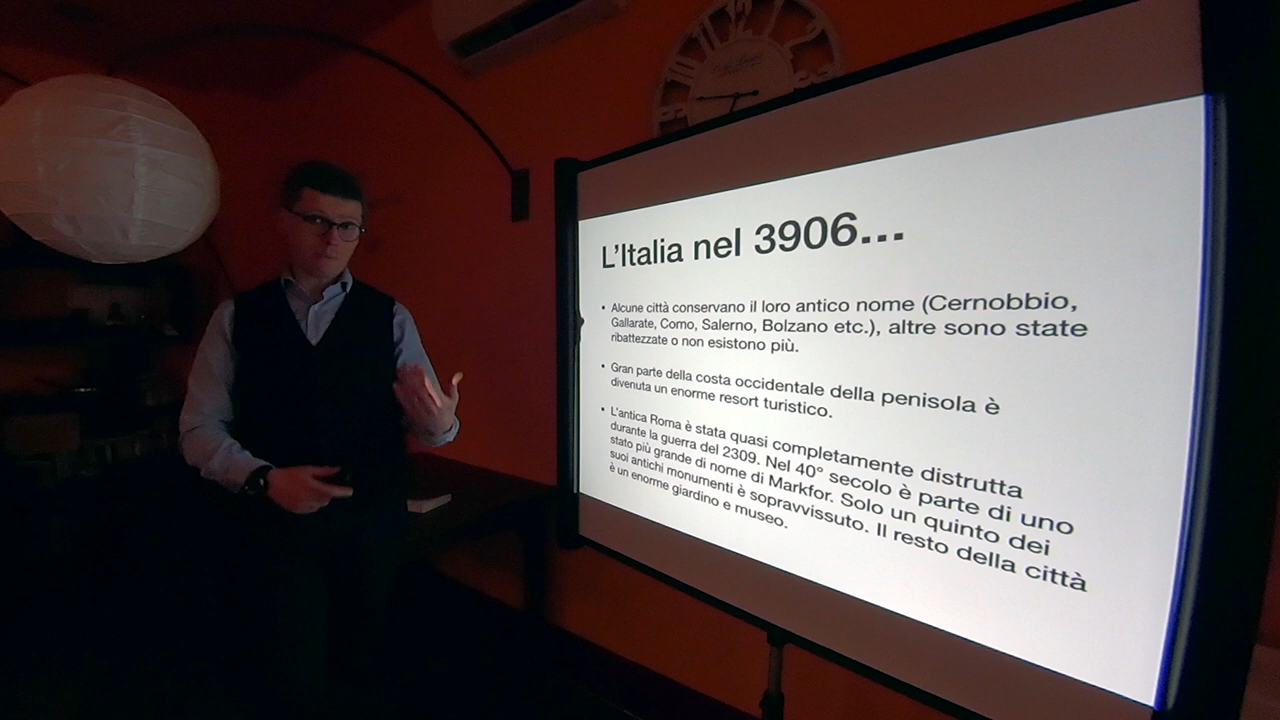 12
L'Italia nel 3906...
• Alcune città conservano il loro antico nome (Cernobbio,
Gallarate, Como, Salerno, Bolzano etc.), altre sono state
ribattezzate o non esistono più.
• Gran parte della costa occidentale della penisola è
divenuta un enorme resort turistico.
• L'antica Roma è stata quasi completamente distrutta
durante la guerra del 2309. Nel 40° secolo è parte di uno
stato più grande di nome di Markfor. Solo un quinto dei
suoi antichi monumenti è sopravvissuto. Il resto della città
è un enorme giardino e museo.